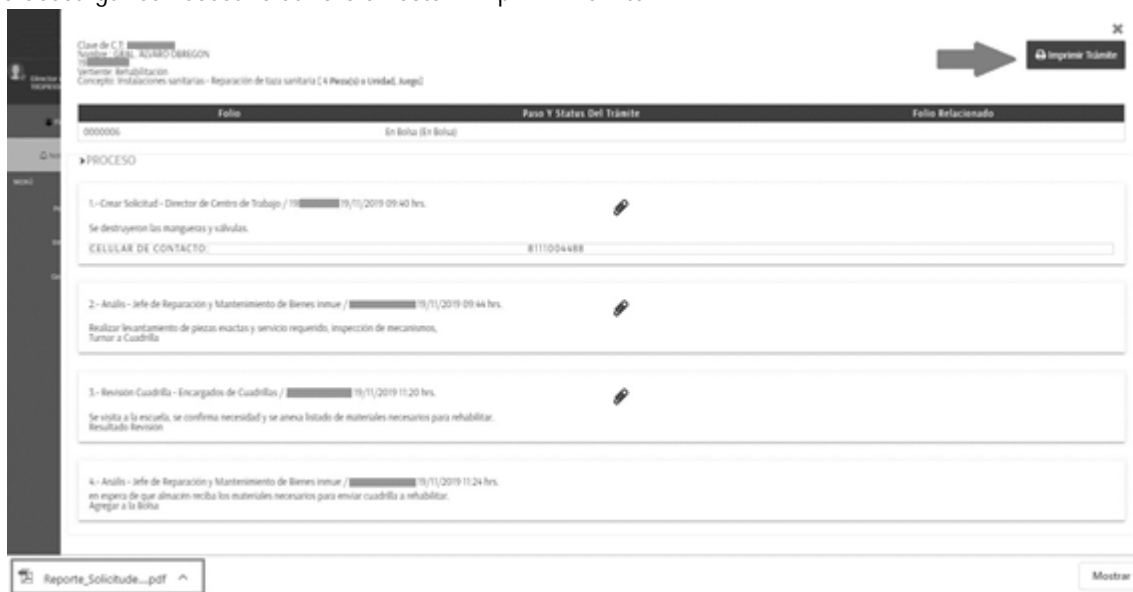 Clave de C.T:
Nombre : GRAL. ALVARO OBREGON
19
Vertiente: Rehabilitación
Concepto: Instalaciones sanitarias - Reparación de taza sanitaria [ 4 Pieza(s) o Unidad, Juego]
Imprimir Trámite
Folio Paso Y Status Del Trámite Folio Relacionado
0000006 En Bolsa (En Bolsa)
PROCESO
1.- Crear Solicitud - Director de Centro de Trabajo / 19 19/11/2019 09:40 hrs.
Se destruyeron las mangueras y válvulas.
CELULAR DE CONTACTO: 8111004488
2.- Anális - Jefe de Reparación y Mantenimiento de Bienes inmue / 19/11/2019 09:44 hrs.
Realizar levantamiento de piezas exactas y servicio requerido, inspección de mecanismos,
Turnar a Cuadrilla
3.- Revisión Cuadrilla - Encargados de Cuadrillas / 19/11/2019 11:20 hrs.
Se visita a la escuela, se confirma necesidad y se anexa listado de materiales necesarios para rehabilitar.
Resultado Revisión
4.- Anális - Jefe de Reparación y Mantenimiento de Bienes inmue / 19/11/2019 11:24 hrs.
en espera de que almacén reciba los materiales necesarios para enviar cuadrilla a rehabilitar.
Agregar a la Bolsa
Reporte_Solicitude....pdf
Mostrar